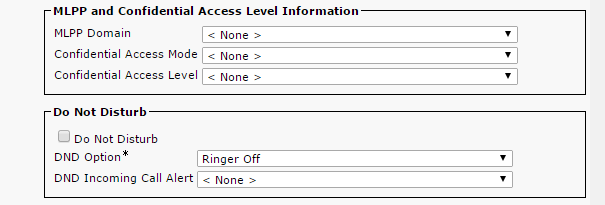 MLPP and Confidential Access Level Information
MLPP Domain < None >
Confidential Access Mode < None >
Confidential Access Level < None >
Do Not Disturb
Do Not Disturb
DND Option* Ringer Off
DND Incoming Call Alert < None >